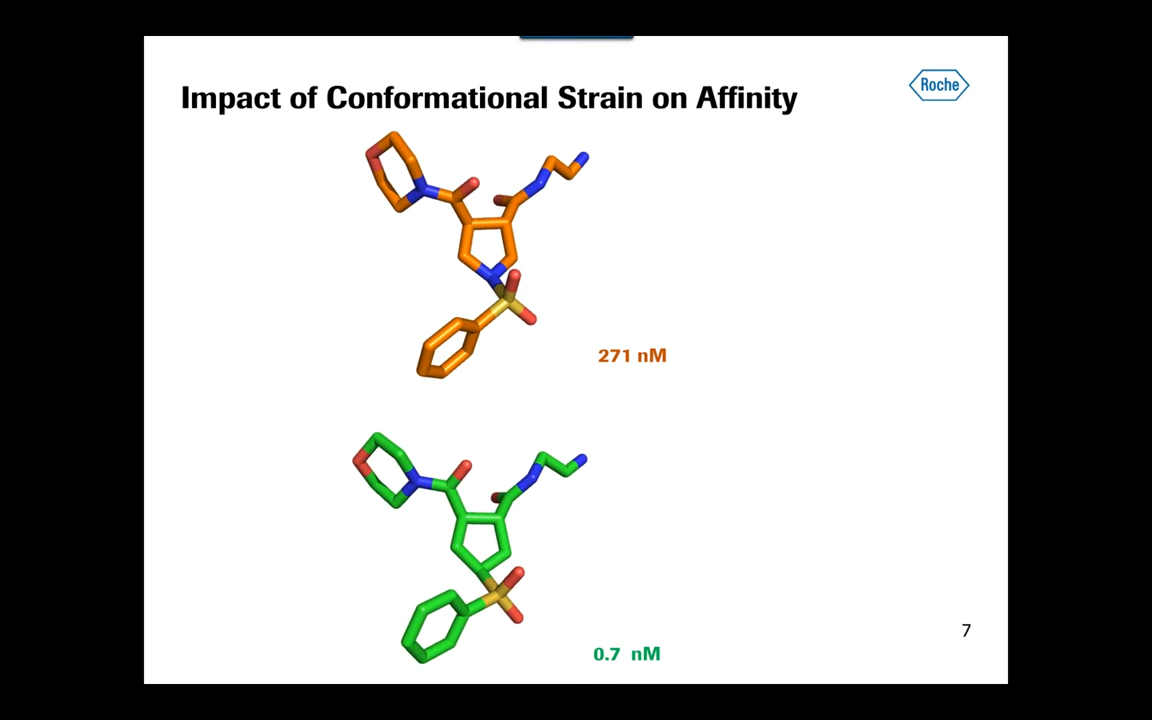 Impact of Conformational Strain on Affinity
Roche
271 nM
7
0.7 nM